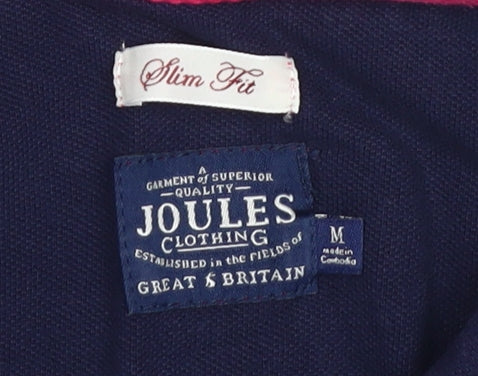 Slim Fit
A
GARMENT of SUPERIOR
QUALITY
JOULES
CLOTHING
ESTABLISHED in the FIELDS of
GREAT BRITAIN
M
made in
Cambodia